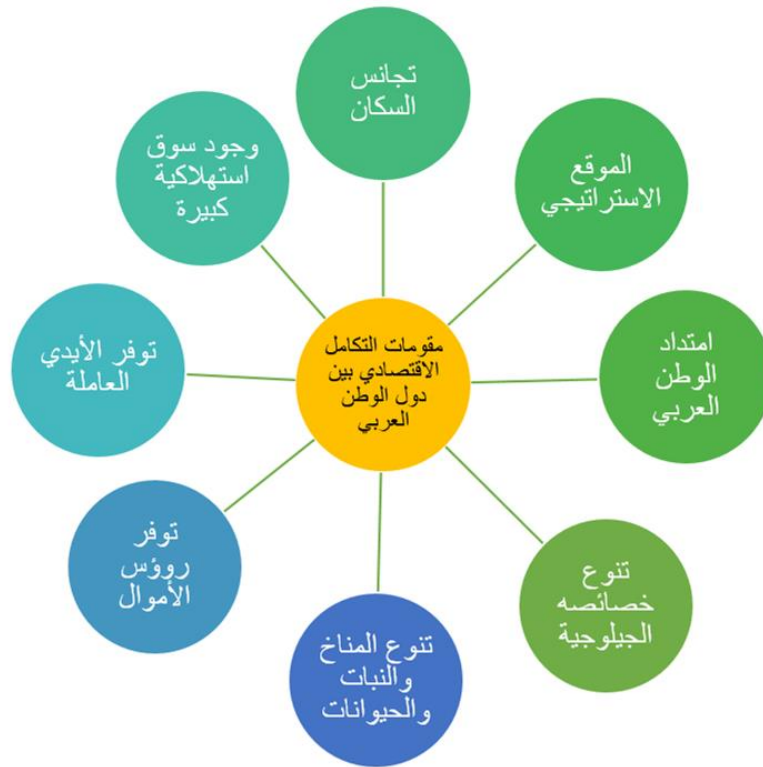 مقومات التكامل
الاقتصادي بين
دول الوطن
العربي
تجانس
السكان
الموقع
الاستراتيجي
امتداد
الوطن
العربي
تنوع
خصائصه
الجيلوجية
تنوع المناخ
والنبات
والحيوانات
توفر
رووؤس
الأموال
توفر الأيدي
العاملة
وجود سوق
استهلاكية
كبيرة